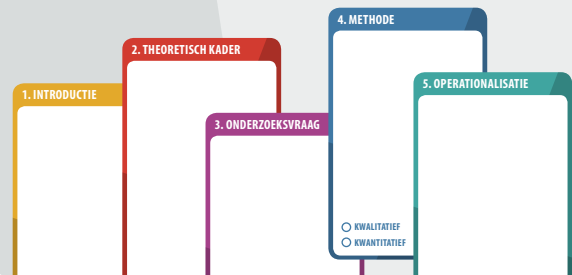 1. INTRODUCTIE
2. THEORETISCH KADER
3. ONDERZOEKSVRAAG
4. METHODE
KWALITATIEF
KWANTITATIEF
5. OPERATIONALISATIE